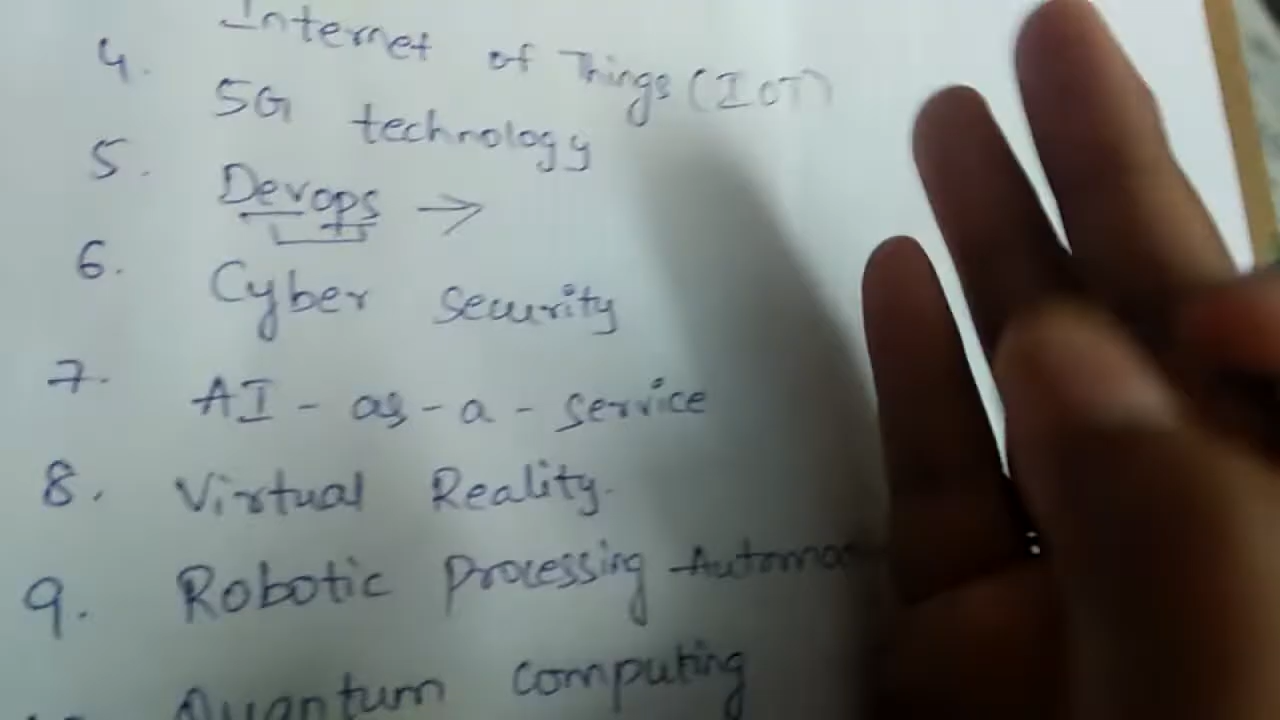 Internet of Things (IoT)
4. 5G technology
5. Devops →
6. Cyber security
7. AI-as-a-service
8. Virtual Reality.
9. Robotic processing
Quantum computing